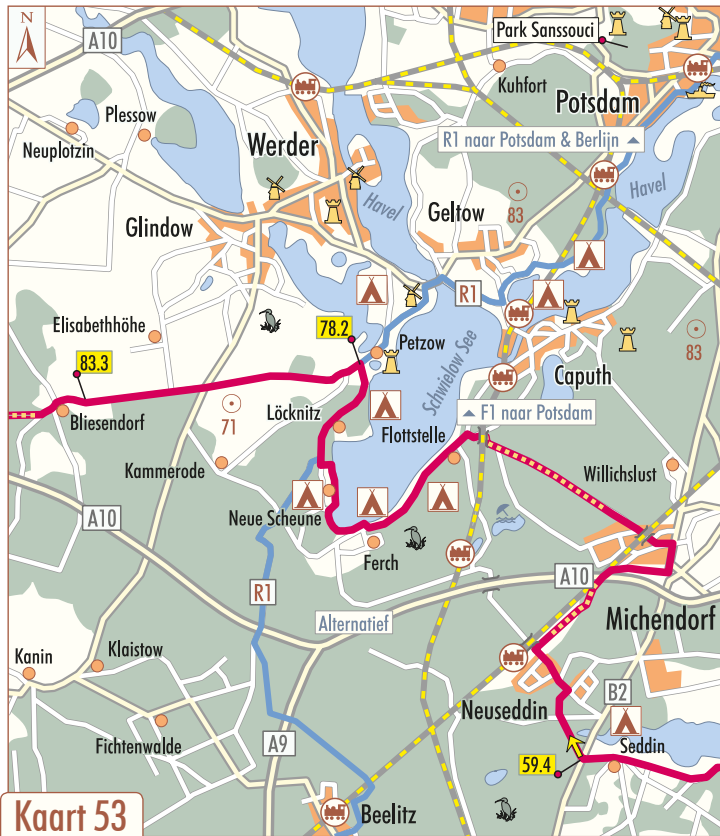 N
A10
Park Sanssouci
Kuhfort
Potsdam
Plessow
Neuplotzin
Werder
R1 naar Potsdam & Berlijn
Havel
Havel
83
Geltow
Glindow
R1
Elisabethhöhe
78.2
Petzow
83.3
Schwielow See
83
Caputh
Bliesendorf
71
Löcknitz
F1 naar Potsdam
Flottstelle
Kammerode
Willichslust
Neue Scheune
A10
Ferch
A10
R1
Alternatief
Michendorf
Kanin
Klaistow
B2
Neuseddin
Fichtenwalde
A9
Seddin
59.4
Kaart 53
Beelitz